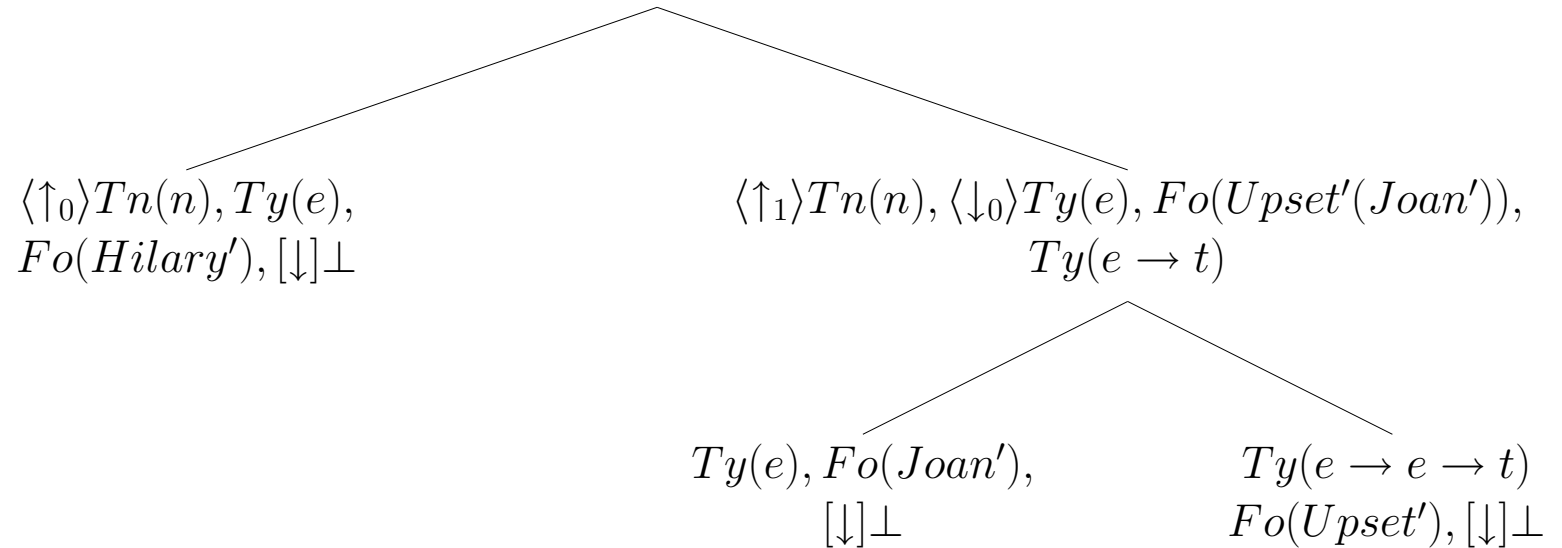 ⟨↑₀⟩Tn(n), Ty(e),
Fo(Hilary′), [↓]⊥
⟨↑₁⟩Tn(n), ⟨↓₀⟩Ty(e), Fo(Upset′(Joan′)),
Ty(e → t)
Ty(e), Fo(Joan′),
[↓]⊥
Ty(e → e → t)
Fo(Upset′), [↓]⊥